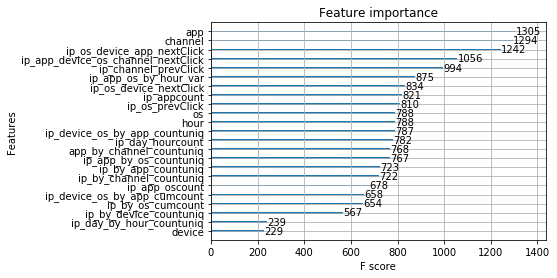 Feature importance
app 1305
channel 1294
ip_os_device_app_nextClick 1242
ip_app_device_os_channel_nextClick 1056
ip_channel_prevClick 994
ip_app_os_by_hour_var 875
ip_os_device_nextClick 834
ip_appcount 821
ip_os_prevClick 810
os 788
hour 788
ip_device_os_by_app_countuniq 787
ip_day_hourcount 782
app_by_channel_countuniq 768
ip_app_by_os_countuniq 767
ip_by_app_countuniq 723
ip_by_channel_countuniq 722
ip_app_oscount 678
ip_device_os_by_app_cumcount 658
ip_by_os_cumcount 654
ip_by_device_countuniq 567
ip_day_by_hour_countuniq 239
device 229
Features
0 200 400 600 800 1000 1200 1400
F score